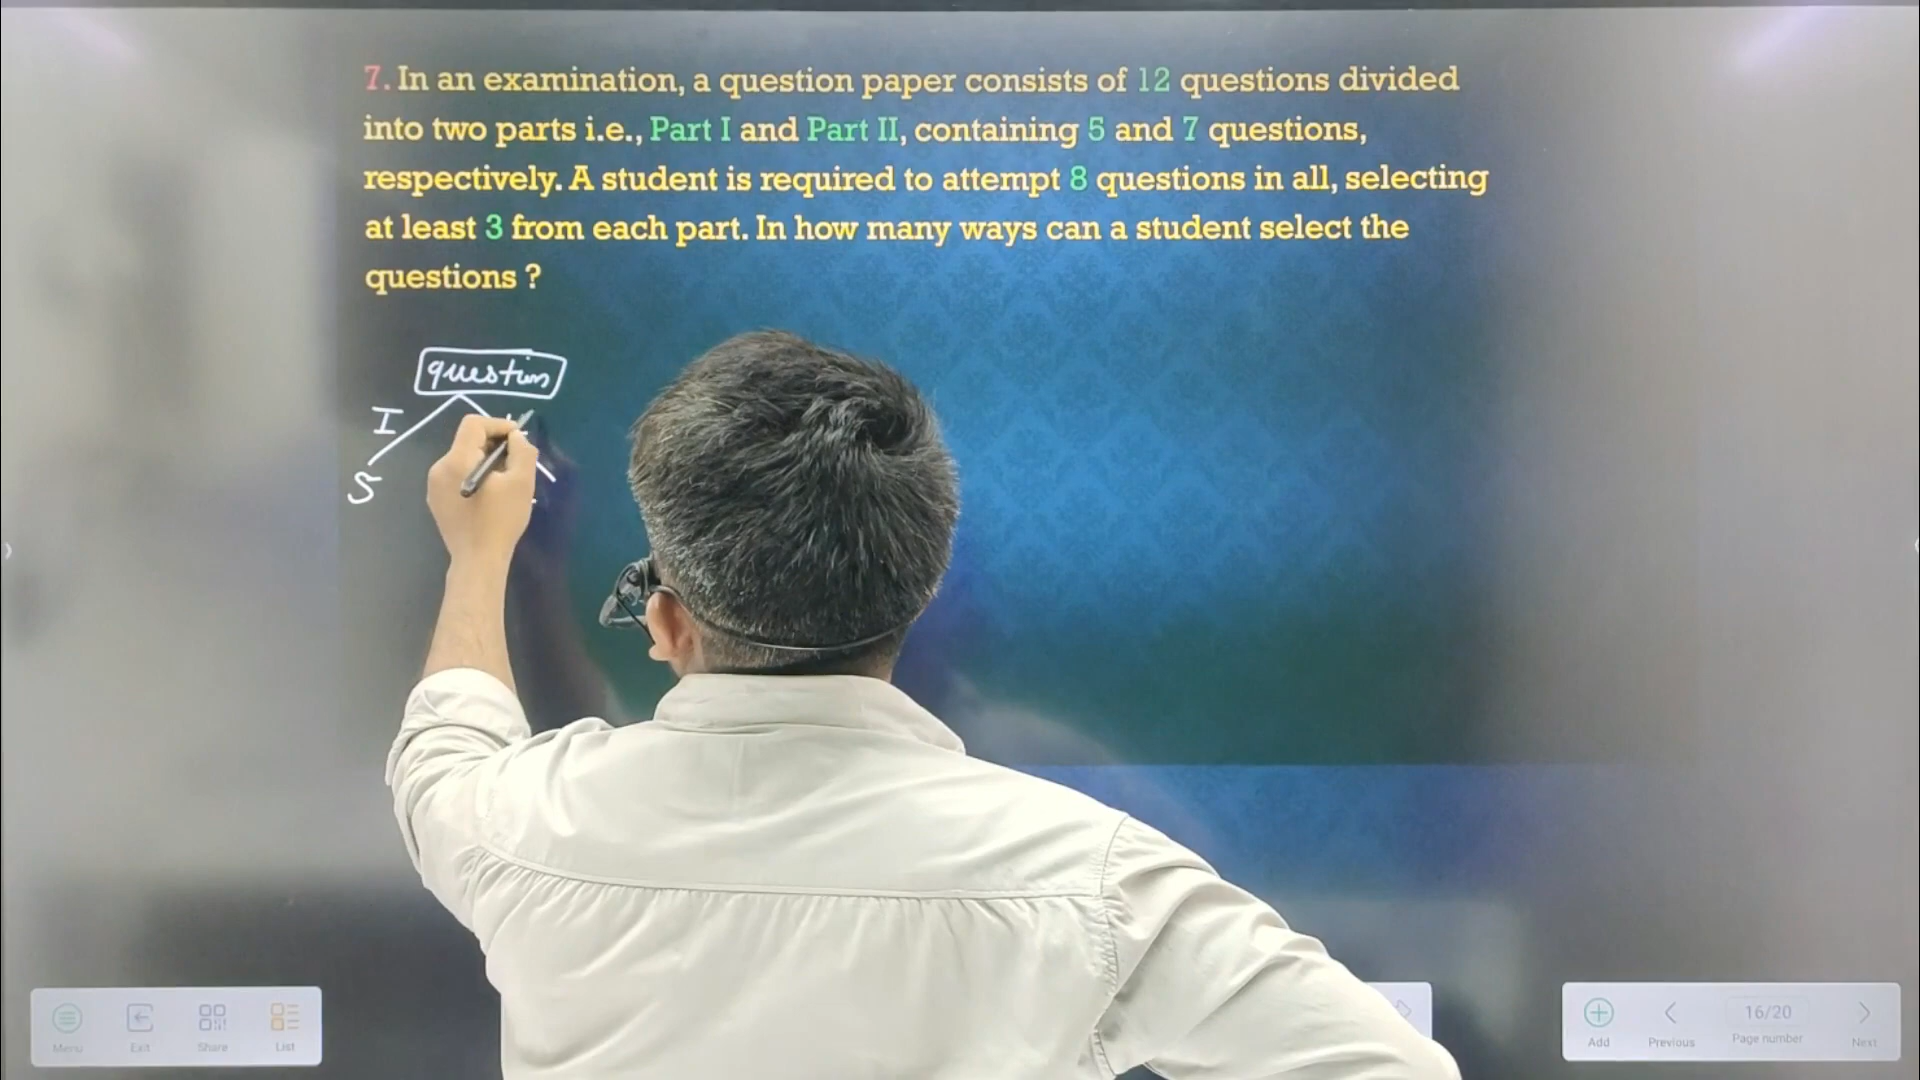 7. In an examination, a question paper consists of 12 questions divided
into two parts i.e., Part I and Part II, containing 5 and 7 questions,
respectively. A student is required to attempt 8 questions in all, selecting
at least 3 from each part. In how many ways can a student select the
questions ?
question
I
5
Menu
Exit
Share
List
Add
Previous
16/20
Page number
Next